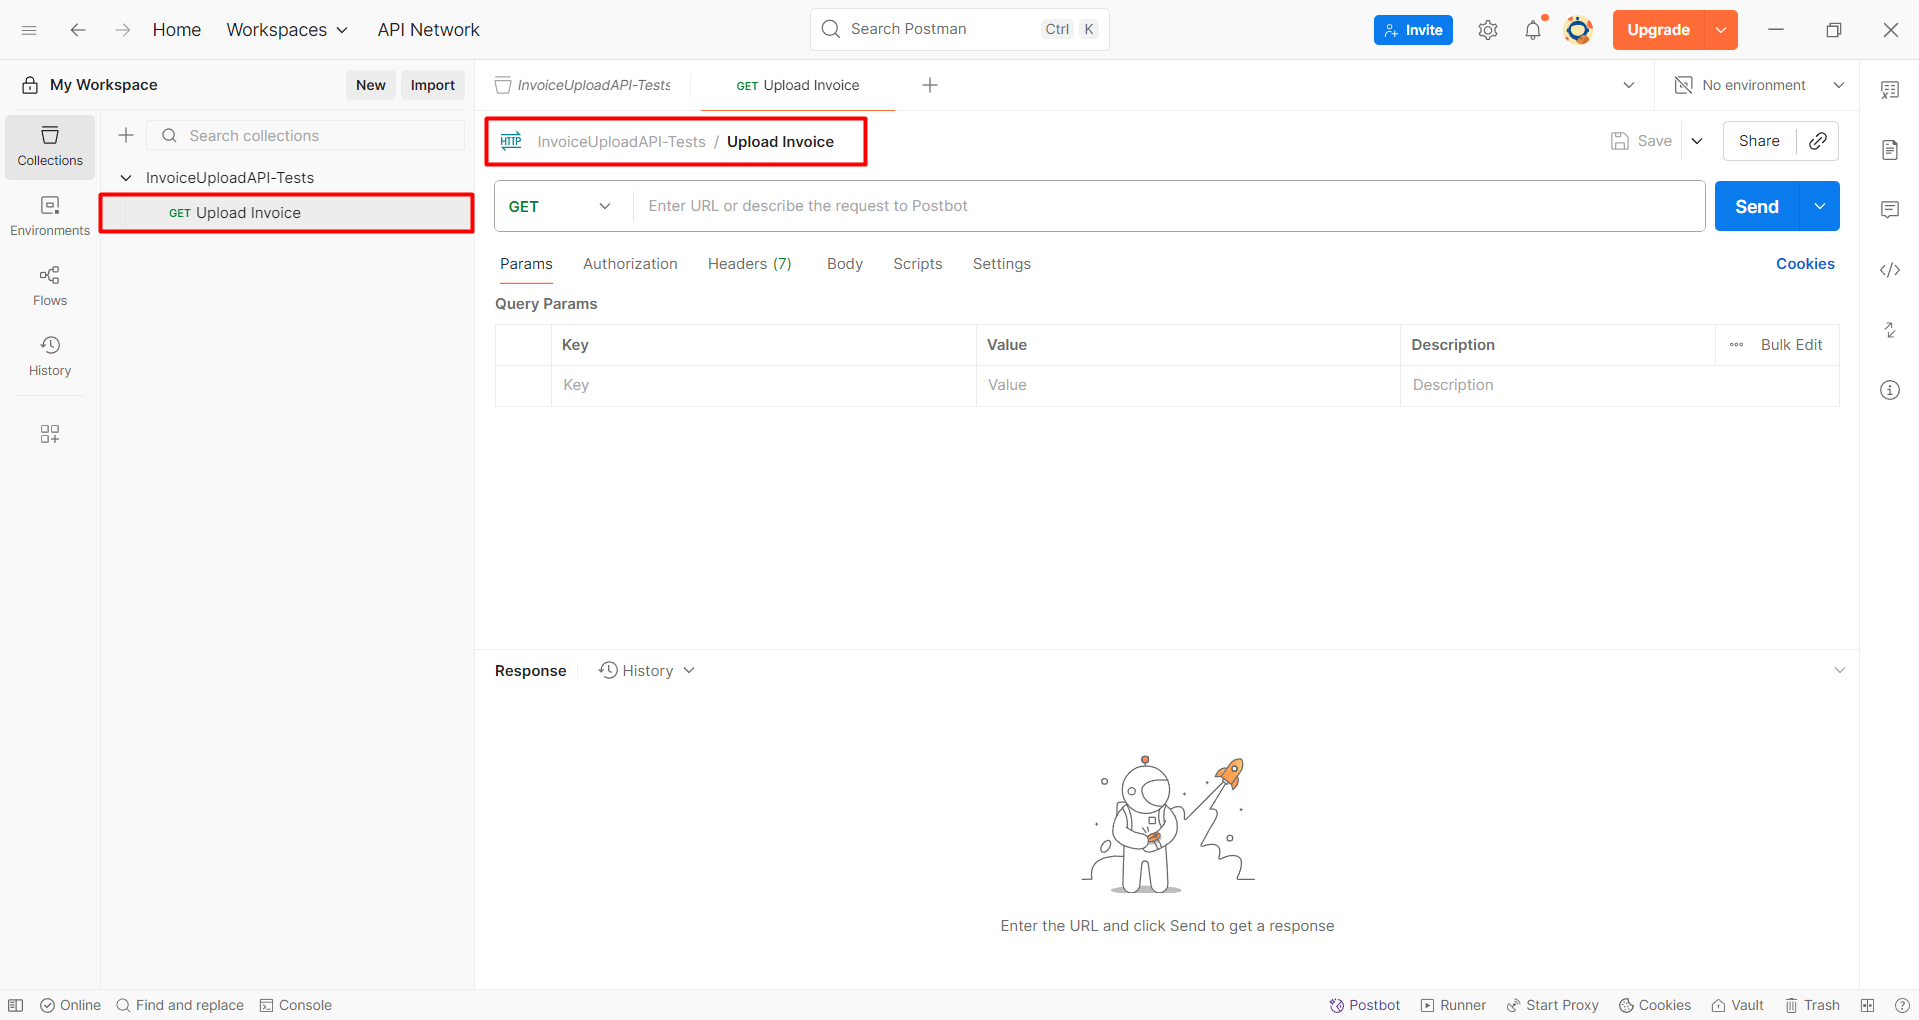 Home Workspaces API Network Search Postman Ctrl K Invite Upgrade
My Workspace New Import InvoiceUploadAPI-Tests GET Upload Invoice No environment
Search collections
Collections
Environments
Flows
History
InvoiceUploadAPI-Tests
GET Upload Invoice
HTTP InvoiceUploadAPI-Tests / Upload Invoice Save Share
GET Enter URL or describe the request to Postbot Send
Params Authorization Headers (7) Body Scripts Settings Cookies
Query Params
Key Value Description Bulk Edit
Key Value Description
Response History
Enter the URL and click Send to get a response
Online Find and replace Console Postbot Runner Start Proxy Cookies Vault Trash